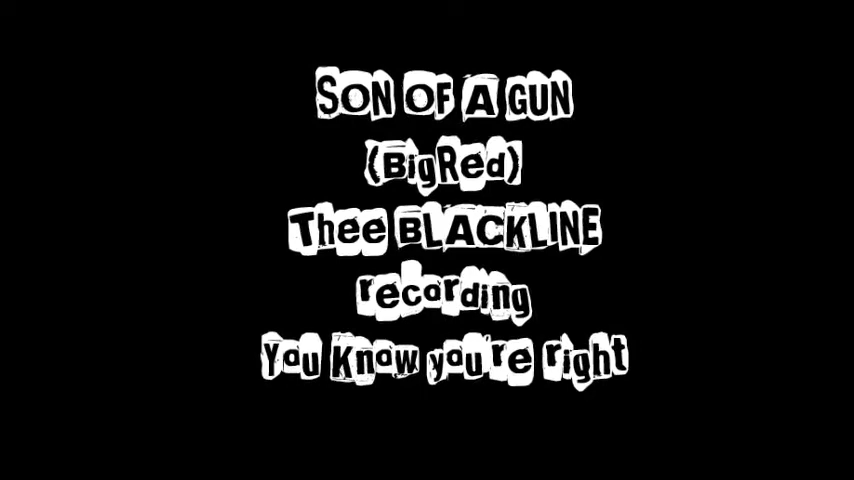 SON OF A GUN
(BigRed)
Thee BLACKLINE
recording
You Know you're right